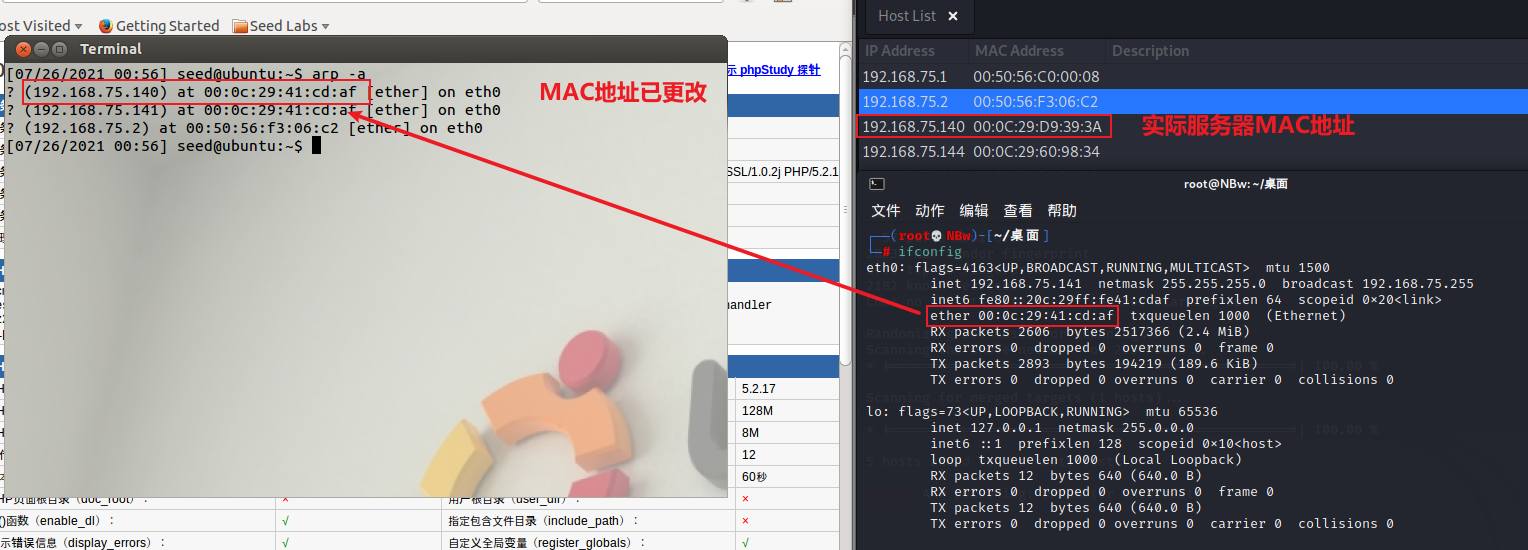 ost Visited
Getting Started
Seed Labs
Terminal
[07/26/2021 00:56] seed@ubuntu:~$ arp -a
? (192.168.75.140) at 00:0c:29:41:cd:af [ether] on eth0
? (192.168.75.141) at 00:0c:29:41:cd:af [ether] on eth0
? (192.168.75.2) at 00:50:56:f3:06:c2 [ether] on eth0
[07/26/2021 00:56] seed@ubuntu:~$
MAC地址已更改
示 phpStudy 探针
SSL/1.0.2j PHP/5.2.1
handler
5.2.17
128M
8M
12
60秒
HP页面根目录（doc_root）： × 用户根目录（user_dir）： ×
()函数（enable_dl）： √ 指定包含文件目录（include_path）： ×
示错误信息（display_errors）： √ 自定义全局变量（register_globals）： √
Host List ×
IP Address MAC Address Description
192.168.75.1 00:50:56:C0:00:08
192.168.75.2 00:50:56:F3:06:C2
192.168.75.140 00:0C:29:D9:39:3A
实际服务器MAC地址
192.168.75.144 00:0C:29:60:98:34
root@NBw: ~/桌面
文件 动作 编辑 查看 帮助
(root💀NBw)-[~/桌面]
# ifconfig
eth0: flags=4163<UP,BROADCAST,RUNNING,MULTICAST> mtu 1500
inet 192.168.75.141 netmask 255.255.255.0 broadcast 192.168.75.255
inet6 fe80::20c:29ff:fe41:cdaf prefixlen 64 scopeid 0×20<link>
ether 00:0c:29:41:cd:af txqueuelen 1000 (Ethernet)
RX packets 2606 bytes 2517366 (2.4 MiB)
RX errors 0 dropped 0 overruns 0 frame 0
TX packets 2893 bytes 194219 (189.6 KiB)
TX errors 0 dropped 0 overruns 0 carrier 0 collisions 0
lo: flags=73<UP,LOOPBACK,RUNNING> mtu 65536
inet 127.0.0.1 netmask 255.0.0.0
inet6 ::1 prefixlen 128 scopeid 0×10<host>
loop txqueuelen 1000 (Local Loopback)
RX packets 12 bytes 640 (640.0 B)
RX errors 0 dropped 0 overruns 0 frame 0
TX packets 12 bytes 640 (640.0 B)
TX errors 0 dropped 0 overruns 0 carrier 0 collisions 0